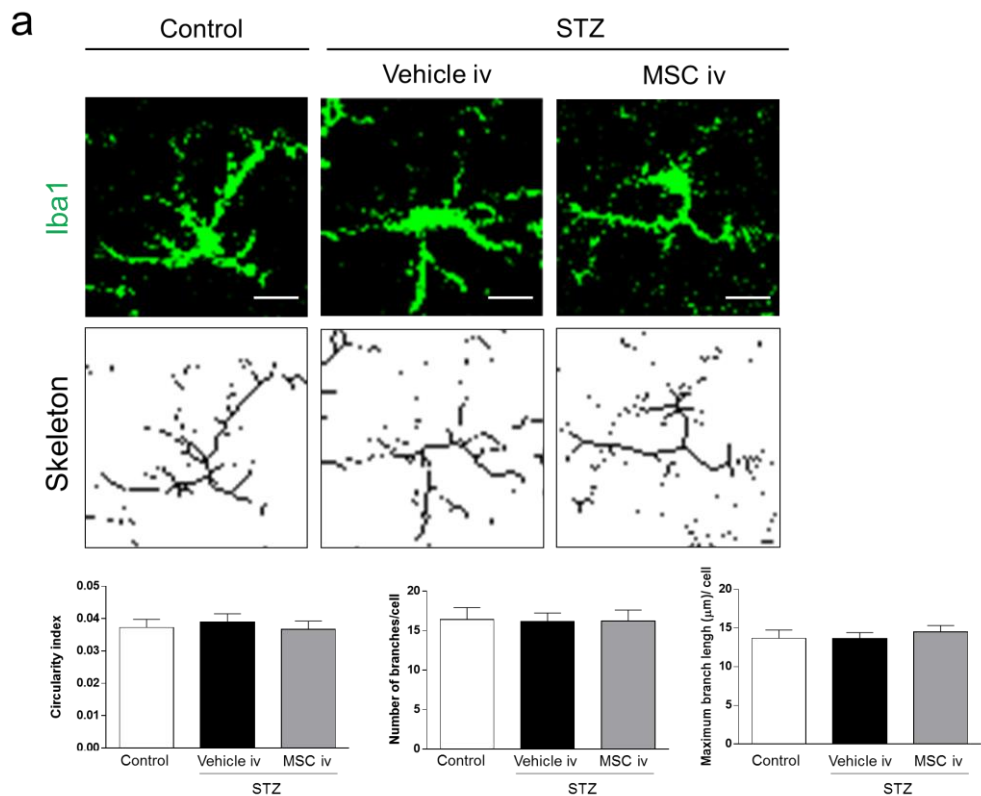 a
Control
STZ
Vehicle iv
MSC iv
Iba1
Skeleton
Circularity index
0.05
0.04
0.03
0.02
0.01
0.00
Control
Vehicle iv
MSC iv
STZ
Number of branches/cell
20
15
10
5
0
Control
Vehicle iv
MSC iv
STZ
Maximum branch lengh (μm)/ cell
20
15
10
5
0
Control
Vehicle iv
MSC iv
STZ